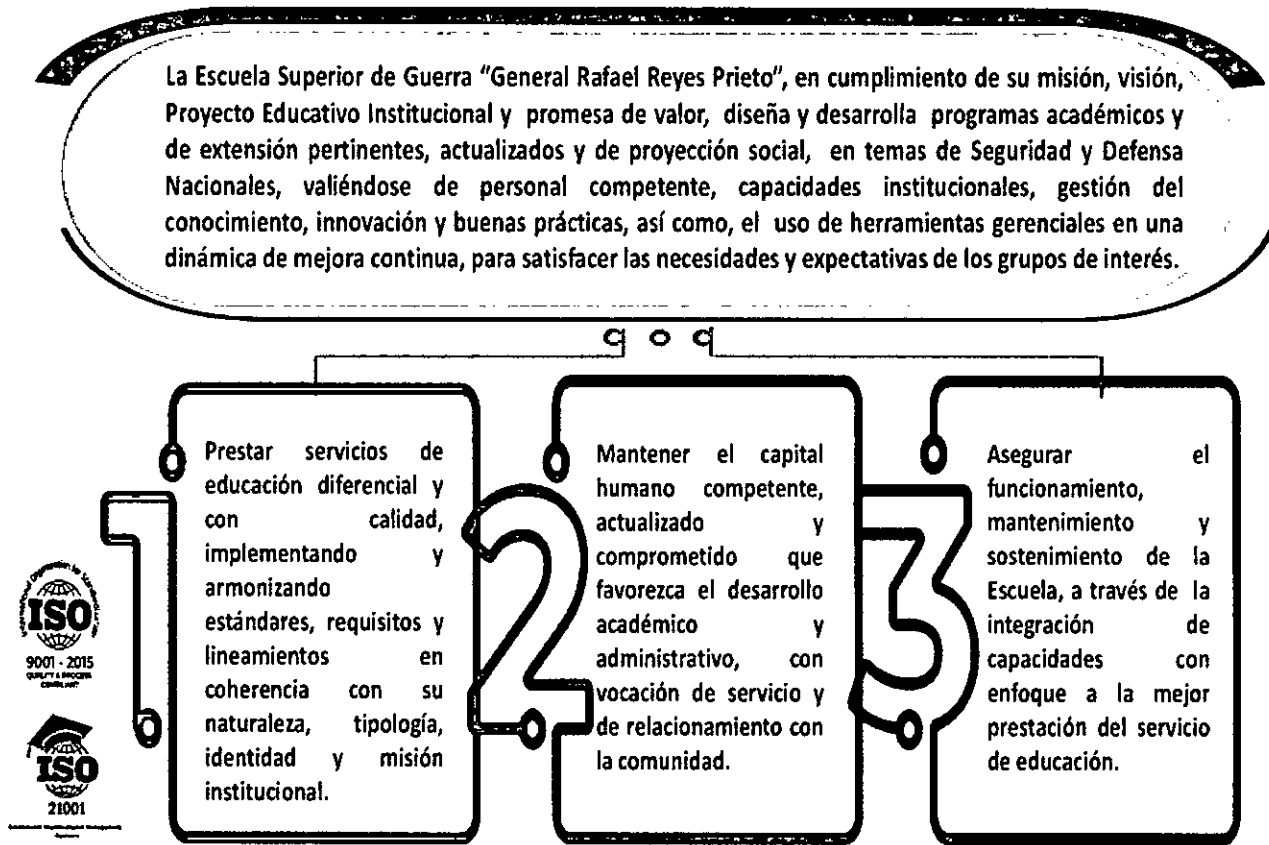 La Escuela Superior de Guerra "General Rafael Reyes Prieto", en cumplimiento de su misión, visión,
Proyecto Educativo Institucional y promesa de valor, diseña y desarrolla programas académicos y
de extensión pertinentes, actualizados y de proyección social, en temas de Seguridad y Defensa
Nacionales, valiéndose de personal competente, capacidades institucionales, gestión del
conocimiento, innovación y buenas prácticas, así como, el uso de herramientas gerenciales en una
dinámica de mejora continua, para satisfacer las necesidades y expectativas de los grupos de interés.
1
Prestar servicios de
educación diferencial y
con calidad,
implementando y
armonizando
estándares, requisitos y
lineamientos en
coherencia con su
naturaleza, tipología,
identidad y misión
institucional.
2
Mantener el capital
humano competente,
actualizado y
comprometido que
favorezca el desarrollo
académico y
administrativo, con
vocación de servicio y
de relacionamiento con
la comunidad.
3
Asegurar el
funcionamiento,
mantenimiento y
sostenimiento de la
Escuela, a través de la
integración de
capacidades con
enfoque a la mejor
prestación del servicio
de educación.
ISO
9001 - 2015
ISO
21001